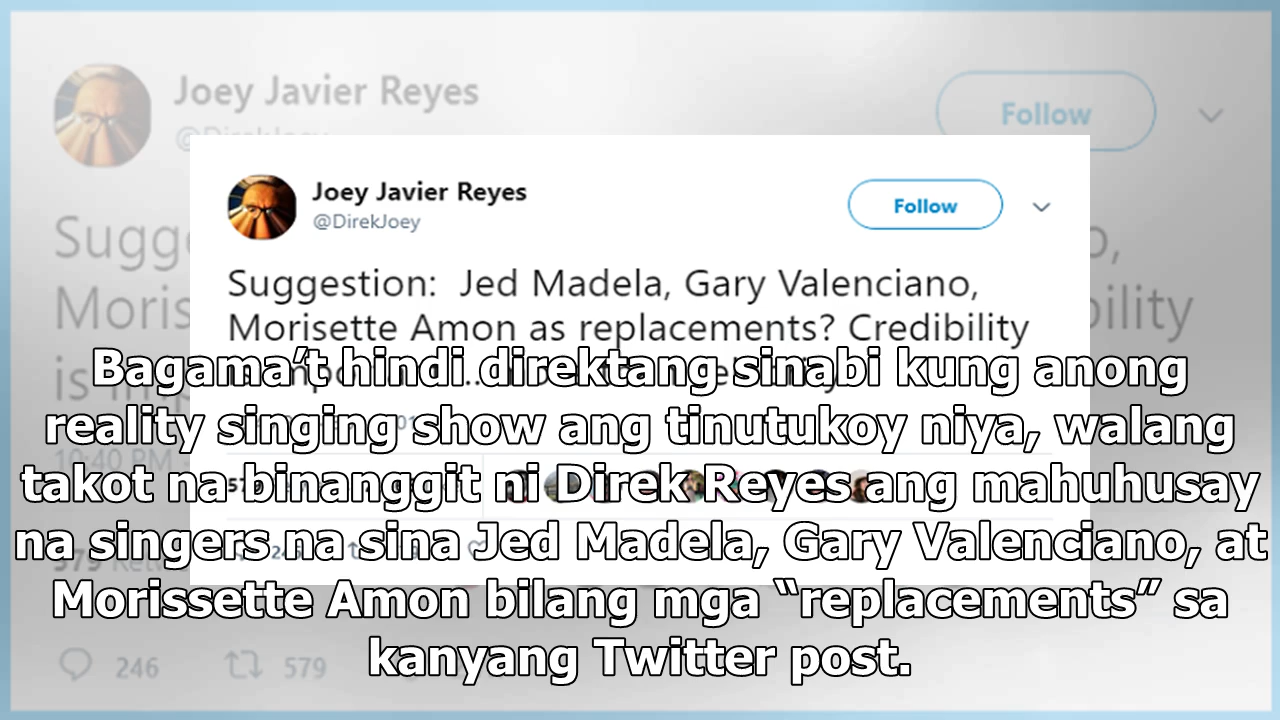 Joey Javier Reyes
Follow
Joey Javier Reyes
@DirekJoey
Follow
Suggestion: Jed Madela, Gary Valenciano,
Morisette Amon as replacements? Credibility
Bagama’t hindi direktang sinabi kung anong
reality singing show ang tinutukoy niya, walang
takot na binanggit ni Direk Reyes ang mahuhusay
na singers na sina Jed Madela, Gary Valenciano, at
Morissette Amon bilang mga “replacements” sa
kanyang Twitter post.
246 579